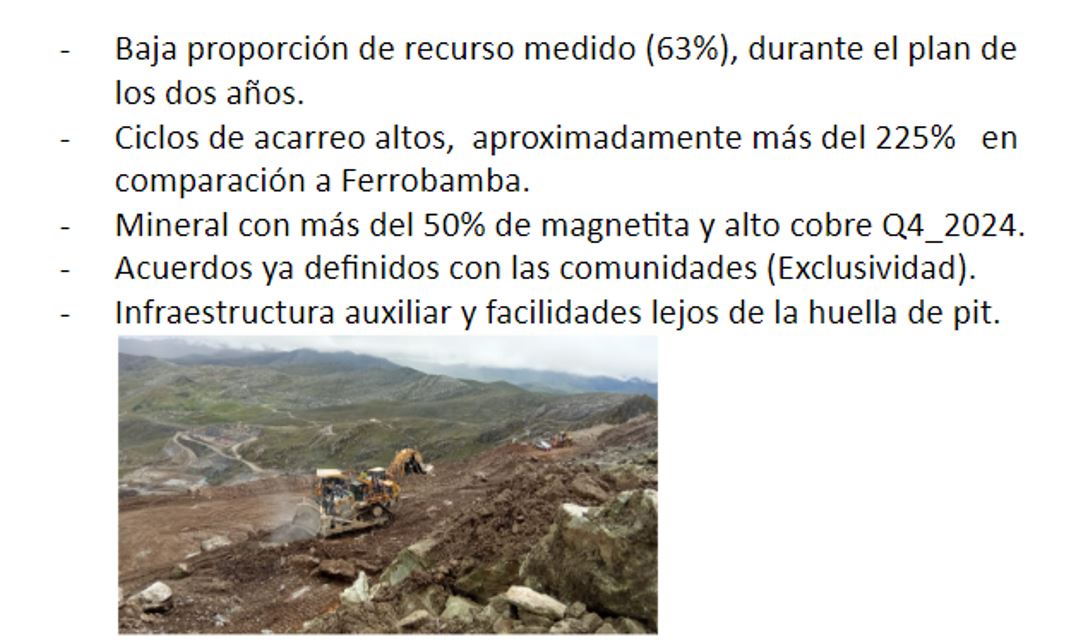 - Baja proporción de recurso medido (63%), durante el plan de
los dos años.
- Ciclos de acarreo altos,  aproximadamente más del 225%   en
comparación a Ferrobamba.
- Mineral con más del 50% de magnetita y alto cobre Q4_2024.
- Acuerdos ya definidos con las comunidades (Exclusividad).
- Infraestructura auxiliar y facilidades lejos de la huella de pit.